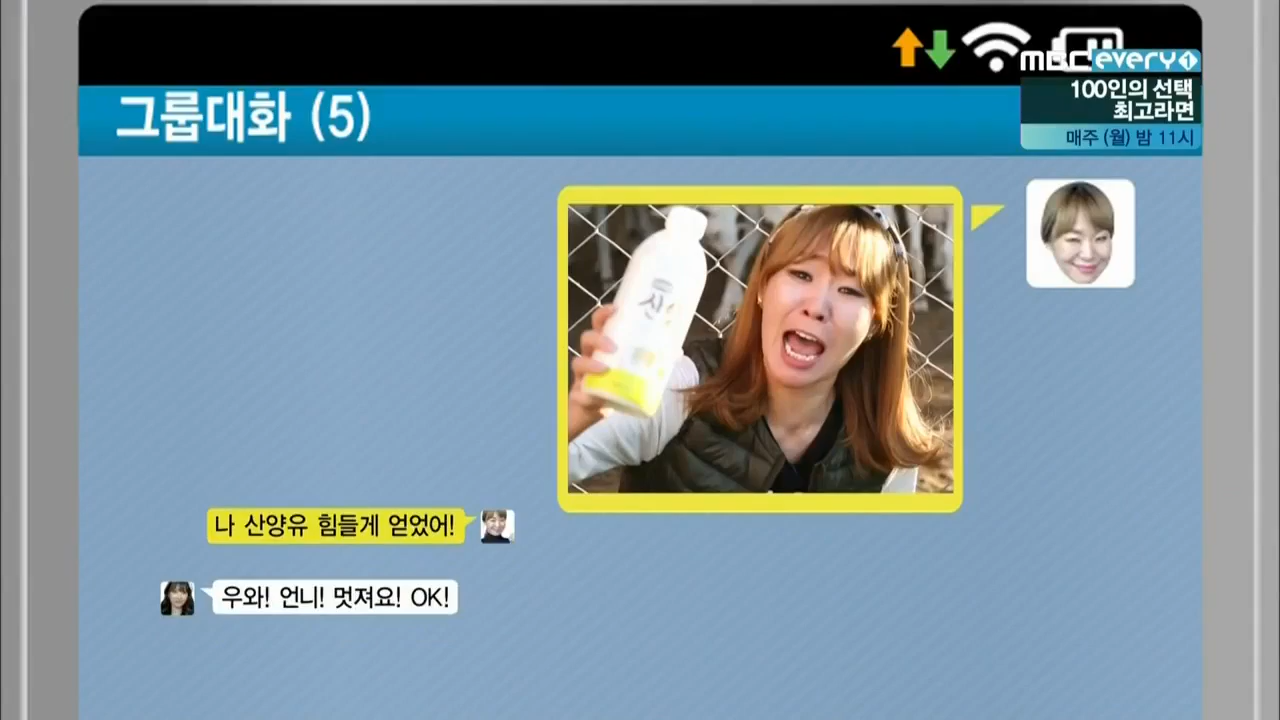 MBC every1
100인의 선택
최고라면
매주 (월) 밤 11시
그룹대화 (5)
나 산양유 힘들게 얻었어!
우와! 언니! 멋져요! OK!